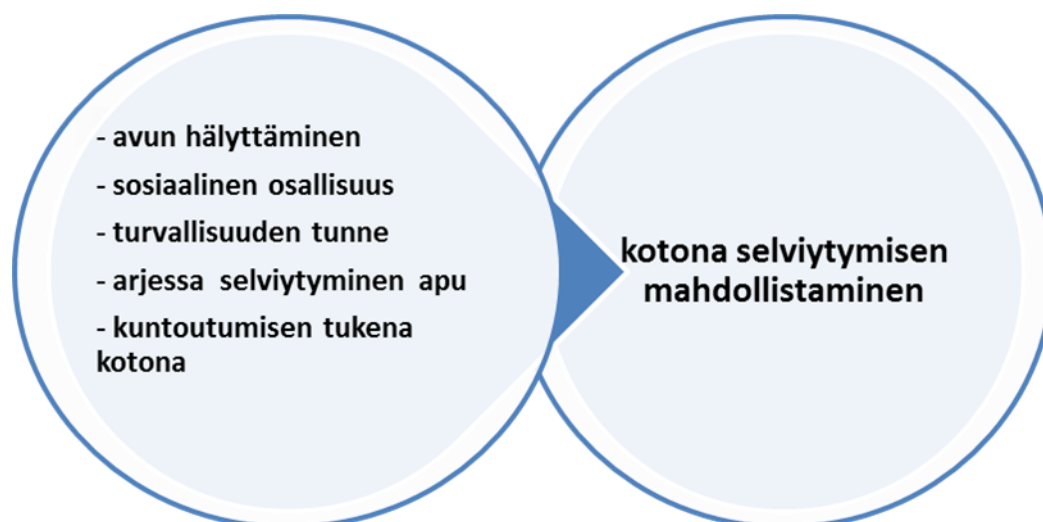 - avun hälyttäminen
- sosiaalinen osallisuus
- turvallisuuden tunne
- arjessa selviytyminen apu
- kuntoutumisen tukena
kotona
kotona selviytymisen
mahdollistaminen